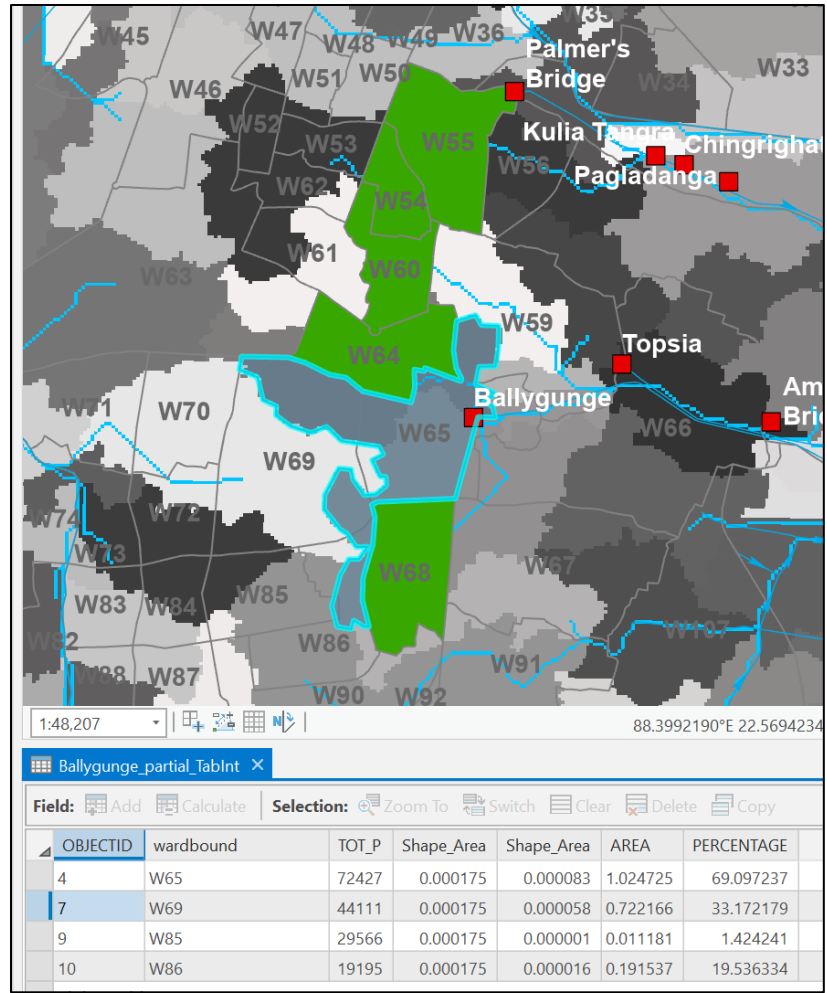 W35
W45 W47 W48 W49 W36
Palmer's
Bridge
W46 W51 W50 W34 W33
W52 W53 W55 W56 Kulia Tangra Chingrighat
W62 W54 Pagladanga
W61 W60
W63
W59
W64 Topsia
W71 W70 Ballygunge Am
Bri
W65 W66
W69
W74 W72
W73 W68 W67
W83 W84 W85
W82 W86 W107
W88 W87 W91
W90 W92
1:48,207 88.3992190°E 22.5694234
Ballygunge_partial_TabInt ×
Field: Add Calculate Selection: Zoom To Switch Clear Delete Copy
OBJECTID wardbound TOT_P Shape_Area Shape_Area AREA PERCENTAGE
4 W65 72427 0.000175 0.000083 1.024725 69.097237
7 W69 44111 0.000175 0.000058 0.722166 33.172179
9 W85 29566 0.000175 0.000001 0.011181 1.424241
10 W86 19195 0.000175 0.000016 0.191537 19.536334